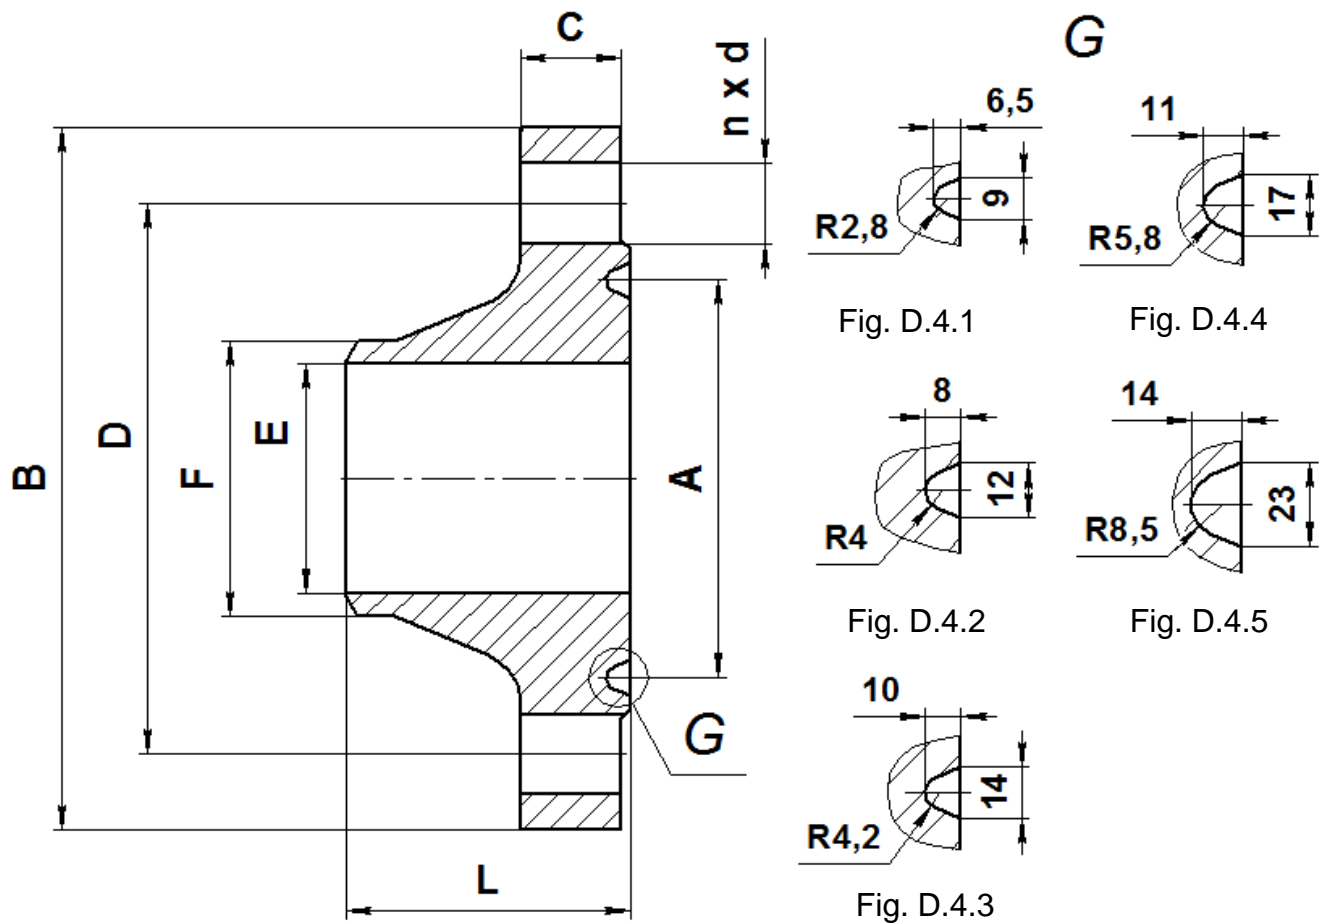 C
n x d
B
D
F
E
A
G
L
G
6,5
9
R2,8
Fig. D.4.1
11
17
R5,8
Fig. D.4.4
8
12
R4
Fig. D.4.2
14
23
R8,5
Fig. D.4.5
10
14
R4,2
Fig. D.4.3